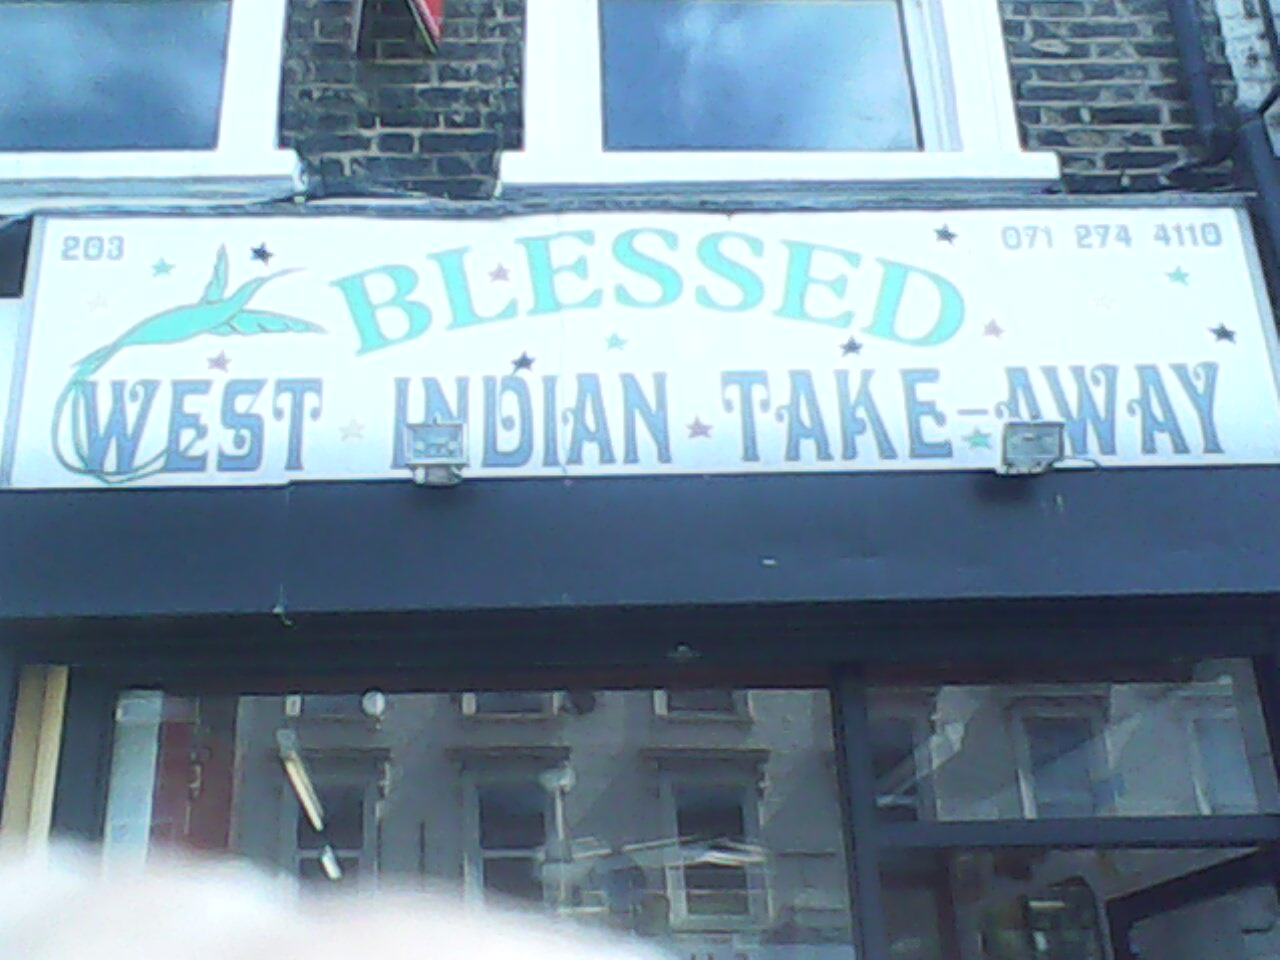 203
071 274 4110
BLESSED
WEST INDIAN TAKE-AWAY